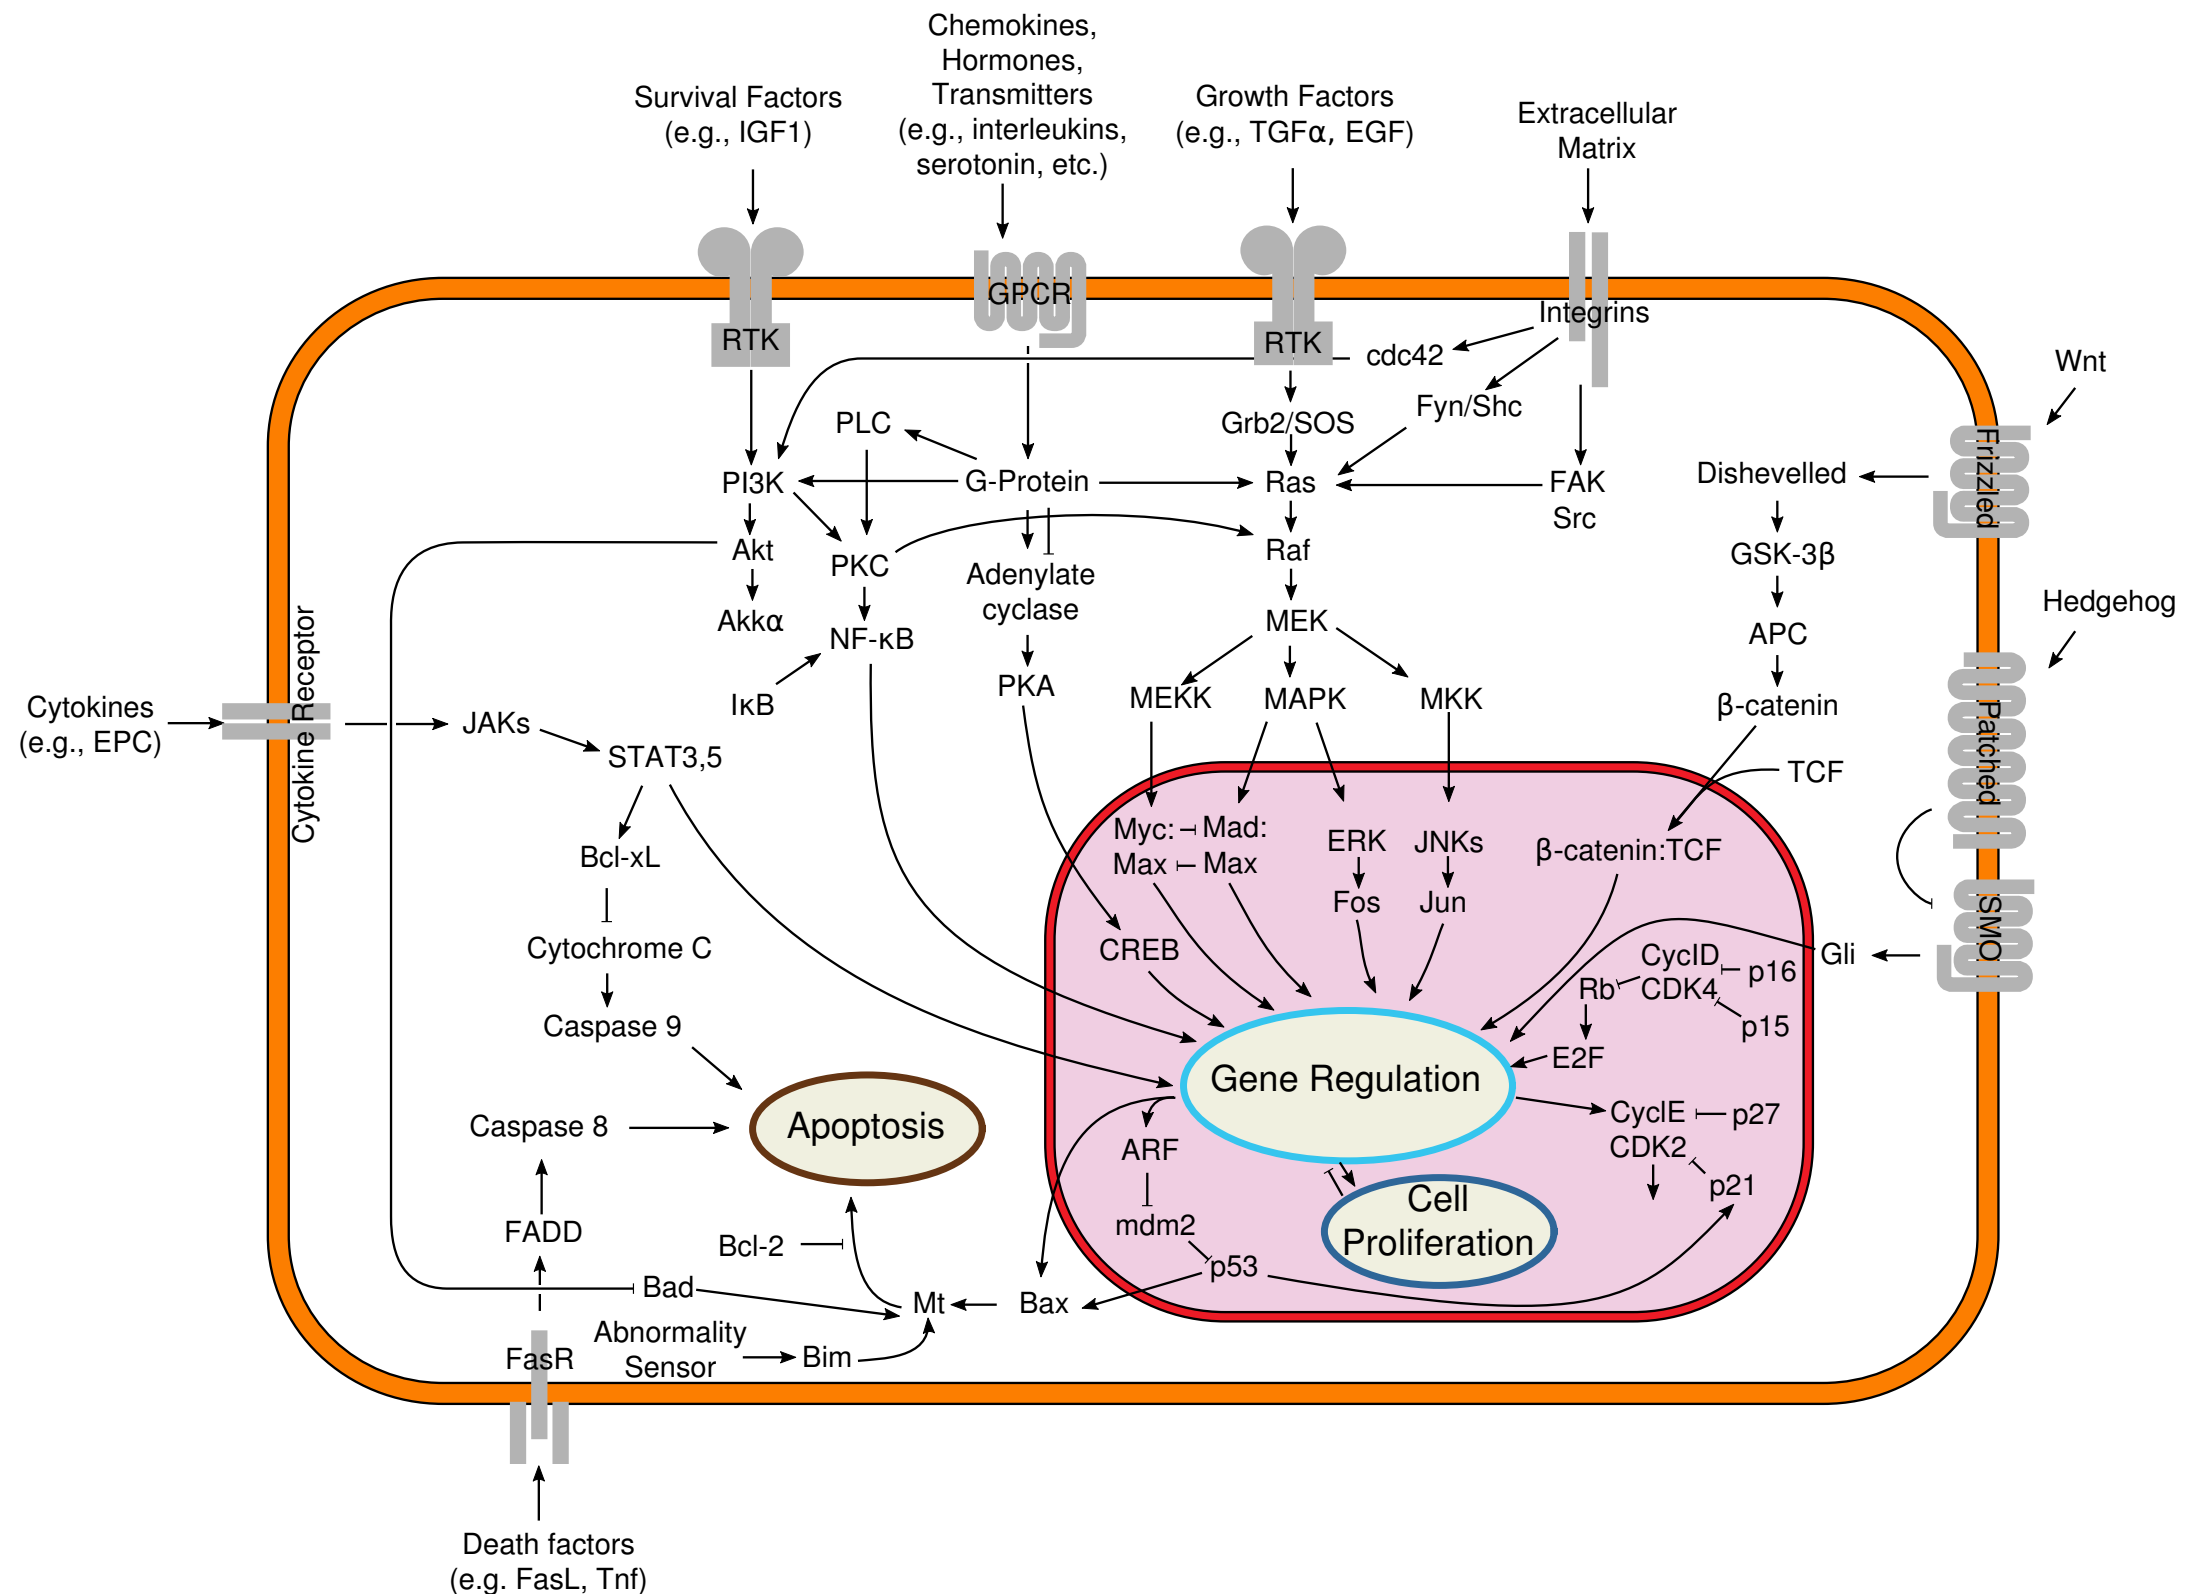 Chemokines,
Hormones,
Transmitters
(e.g., interleukins,
serotonin, etc.)
Survival Factors
(e.g., IGF1)
Growth Factors
(e.g., TGFα, EGF)
Extracellular
Matrix
GPCR
Integrins
RTK
RTK
cdc42
Wnt
Fyn/Shc
PLC
Grb2/SOS
Frizzled
Dishevelled
PI3K
G-Protein
Ras
FAK
Src
Akt
PKC
Raf
GSK-3β
Adenylate
cyclase
Akkα
NF-κB
MEK
APC
Hedgehog
PKA
IκB
MEKK
MAPK
MKK
β-catenin
Cytokines
(e.g., EPC)
Cytokine Receptor
JAKs
STAT3,5
TCF
Patched
Myc:
Mad:
Max
Max
ERK
JNKs
β-catenin:TCF
Bcl-xL
Fos
Jun
SMO
Cytochrome C
CREB
Gli
CyclD
CDK4
p16
Rb
p15
Caspase 9
E2F
Gene Regulation
Caspase 8
Apoptosis
CyclE
CDK2
p27
ARF
p21
Cell
Proliferation
mdm2
FADD
Bcl-2
p53
Bad
Mt
Bax
Abnormality
Sensor
Bim
FasR
Death factors
(e.g. FasL, Tnf)